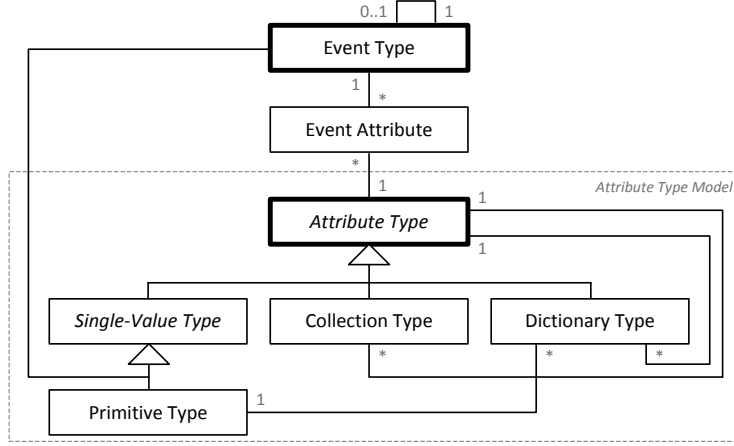 0..1 1
Event Type
1
*
Event Attribute
*
1
Attribute Type Model
1
Attribute Type
1
Single-Value Type
Collection Type
Dictionary Type
* * *
1
Primitive Type